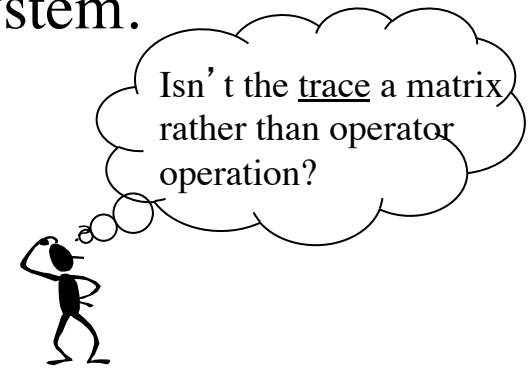 stem.
Isn’t the trace a matrix
rather than operator
operation?